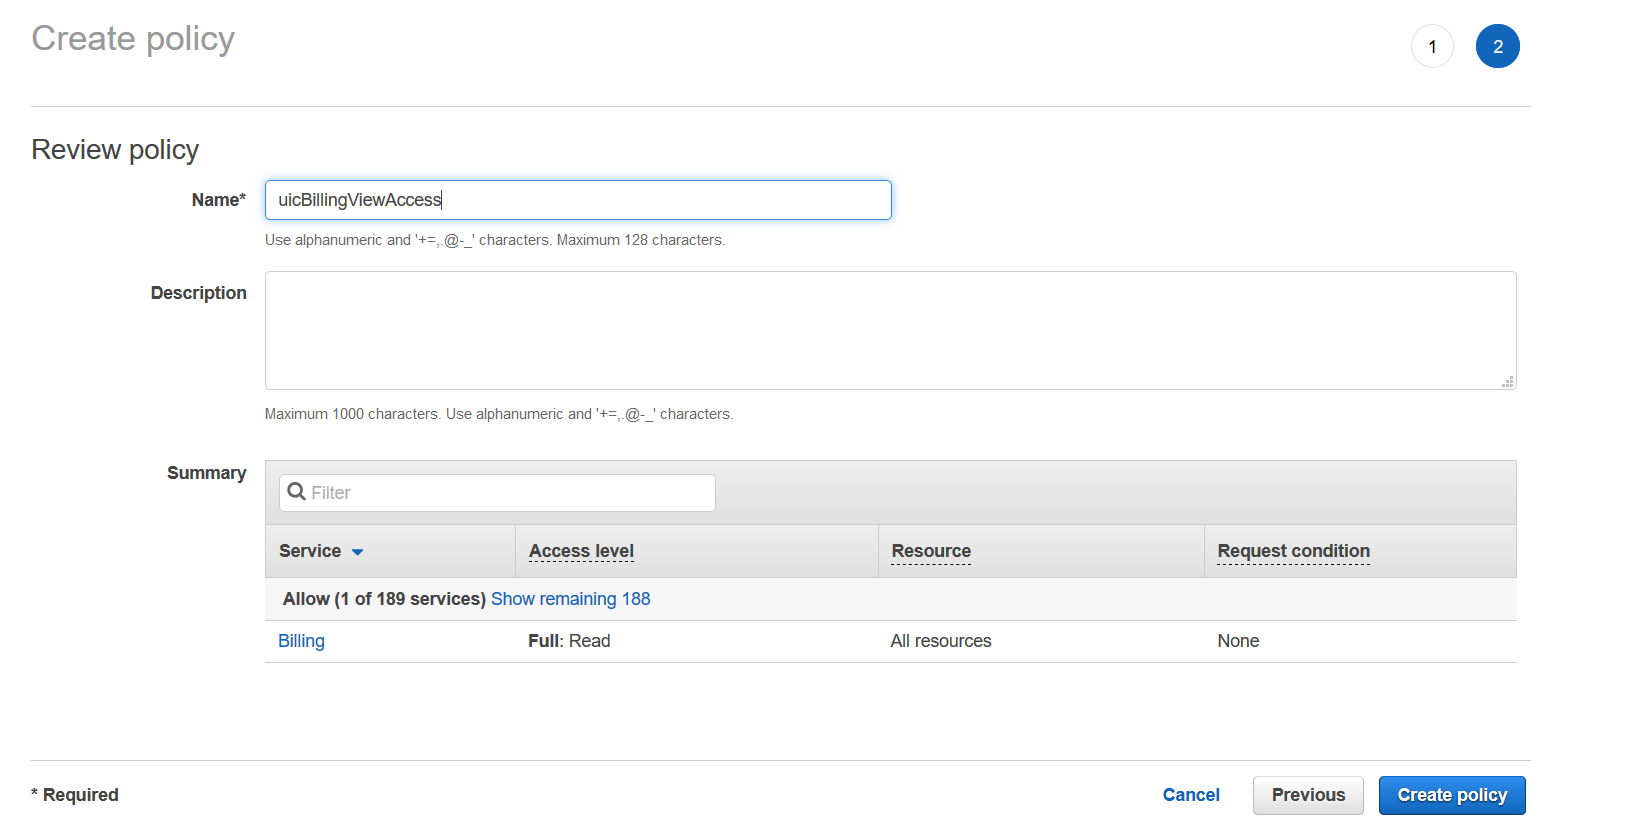 Create policy
1
2
Review policy
Name*
uicBillingViewAccess
Use alphanumeric and '+=,.@-_' characters. Maximum 128 characters.
Description
Maximum 1000 characters. Use alphanumeric and '+=,.@-_' characters.
Summary
Filter
Service Access level Resource Request condition
Allow (1 of 189 services) Show remaining 188
Billing Full: Read All resources None
* Required
Cancel Previous Create policy